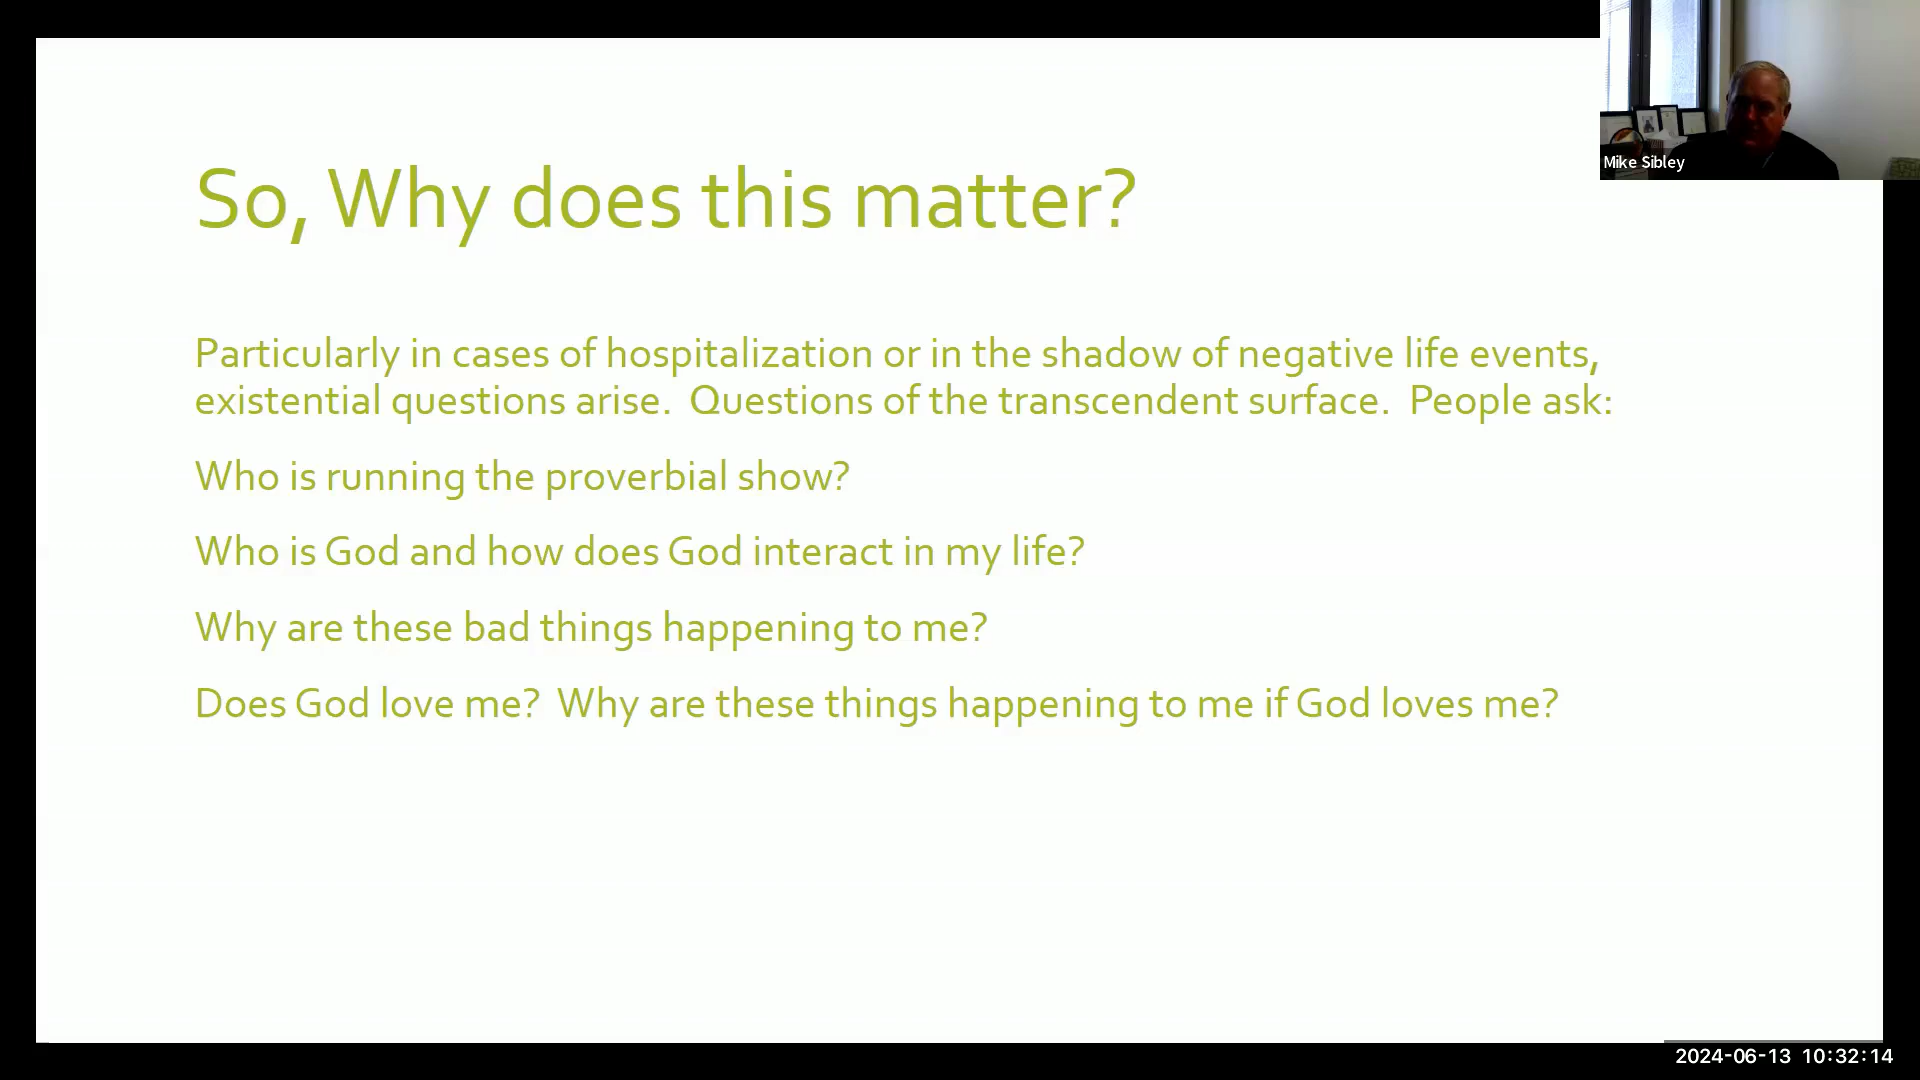 So, Why does this matter?
Particularly in cases of hospitalization or in the shadow of negative life events,
existential questions arise.  Questions of the transcendent surface.  People ask:
Who is running the proverbial show?
Who is God and how does God interact in my life?
Why are these bad things happening to me?
Does God love me?  Why are these things happening to me if God loves me?
Mike Sibley
2024-06-13 10:32:14